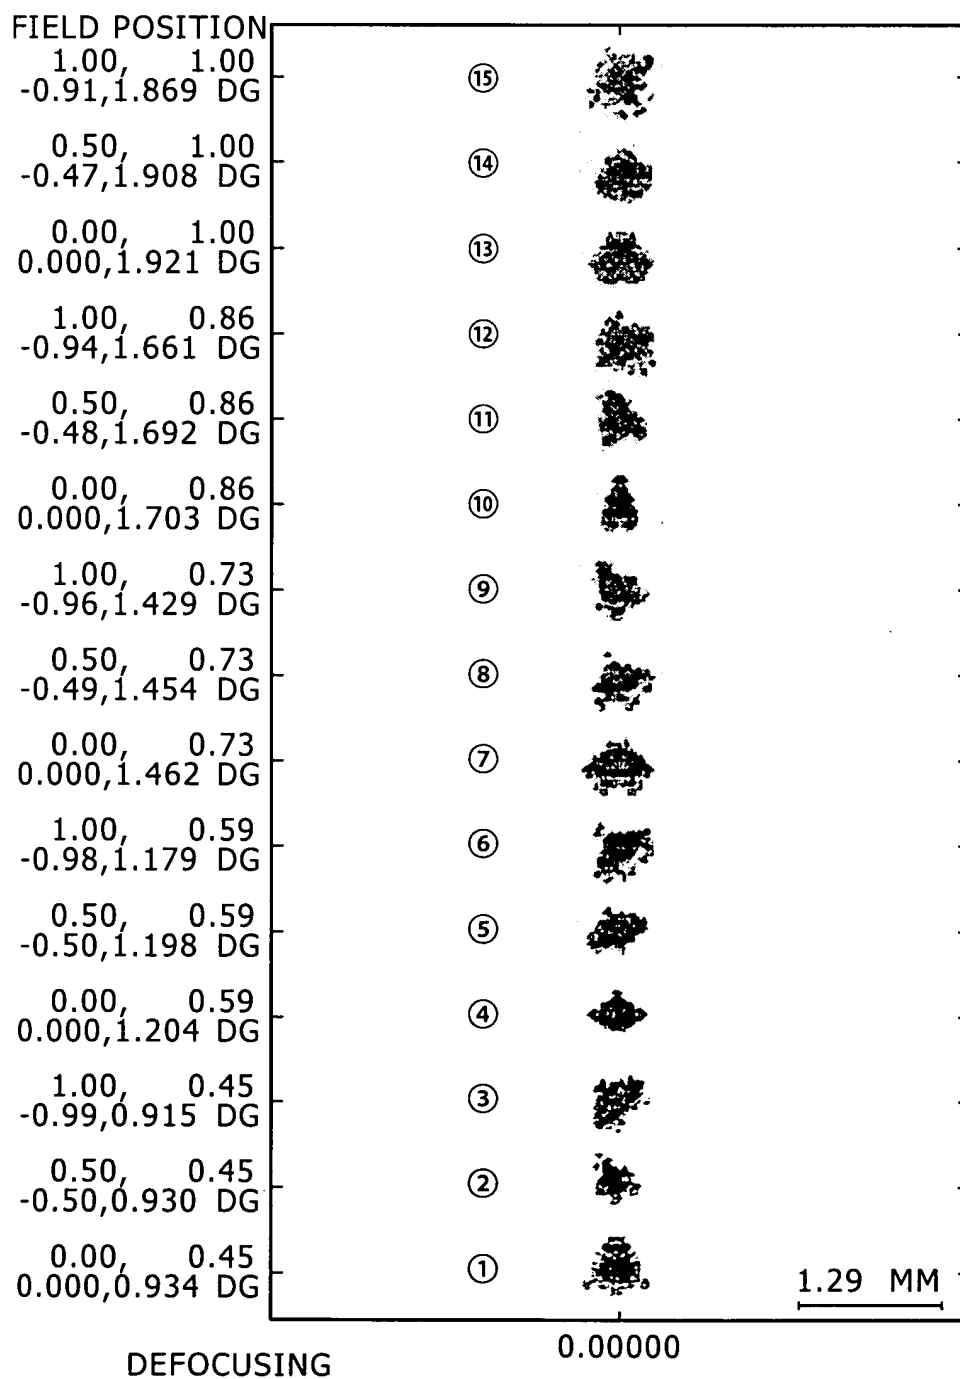 FIELD POSITION
1.00, 1.00
-0.91,1.869 DG
⑮
0.50, 1.00
-0.47,1.908 DG
⑭
0.00, 1.00
0.000,1.921 DG
⑬
1.00, 0.86
-0.94,1.661 DG
⑫
0.50, 0.86
-0.48,1.692 DG
⑪
0.00, 0.86
0.000,1.703 DG
⑩
1.00, 0.73
-0.96,1.429 DG
⑨
0.50, 0.73
-0.49,1.454 DG
⑧
0.00, 0.73
0.000,1.462 DG
⑦
1.00, 0.59
-0.98,1.179 DG
⑥
0.50, 0.59
-0.50,1.198 DG
⑤
0.00, 0.59
0.000,1.204 DG
④
1.00, 0.45
-0.99,0.915 DG
③
0.50, 0.45
-0.50,0.930 DG
②
0.00, 0.45
0.000,0.934 DG
①
1.29 MM
0.00000
DEFOCUSING